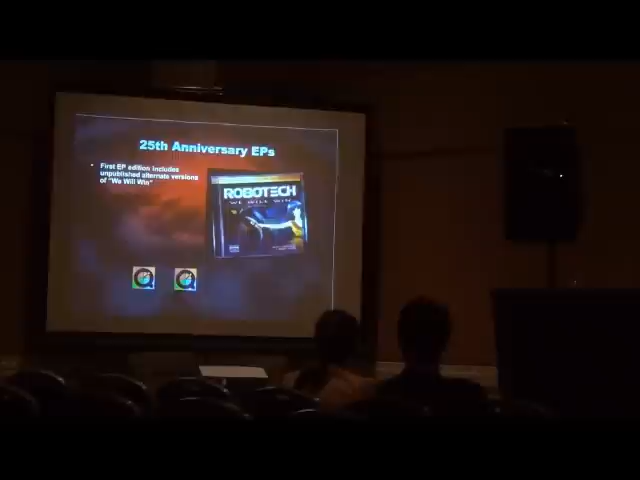 25th Anniversary EPs
• First EP edition includes
unpublished alternate versions
of "We Will Win"
ROBOTECH
WE WILL WIN